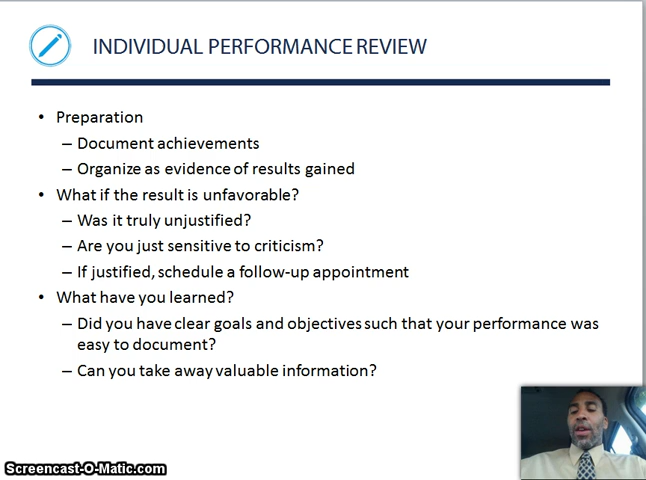 INDIVIDUAL PERFORMANCE REVIEW
• Preparation
– Document achievements
– Organize as evidence of results gained
• What if the result is unfavorable?
– Was it truly unjustified?
– Are you just sensitive to criticism?
– If justified, schedule a follow-up appointment
• What have you learned?
– Did you have clear goals and objectives such that your performance was
easy to document?
– Can you take away valuable information?
Screencast-O-Matic.com